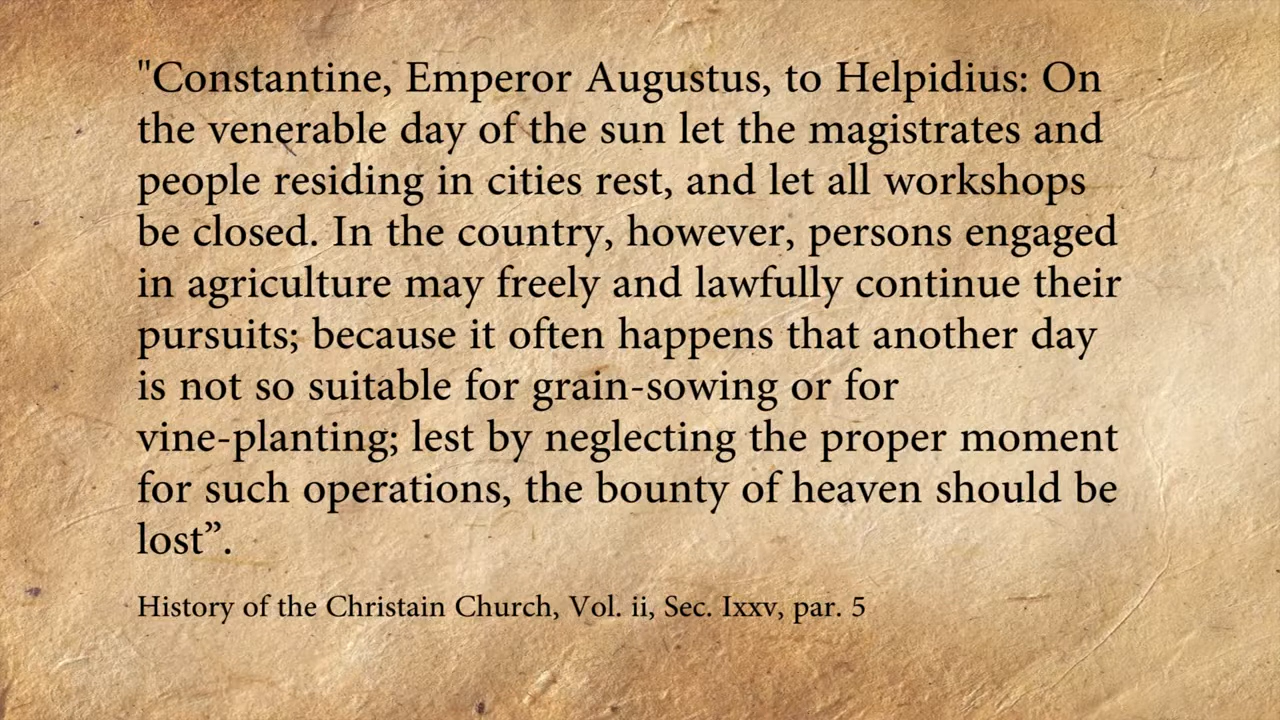 "Constantine, Emperor Augustus, to Helpidius: On
the venerable day of the sun let the magistrates and
people residing in cities rest, and let all workshops
be closed. In the country, however, persons engaged
in agriculture may freely and lawfully continue their
pursuits; because it often happens that another day
is not so suitable for grain-sowing or for
vine-planting; lest by neglecting the proper moment
for such operations, the bounty of heaven should be
lost”.
History of the Christain Church, Vol. ii, Sec. Ixxv, par. 5